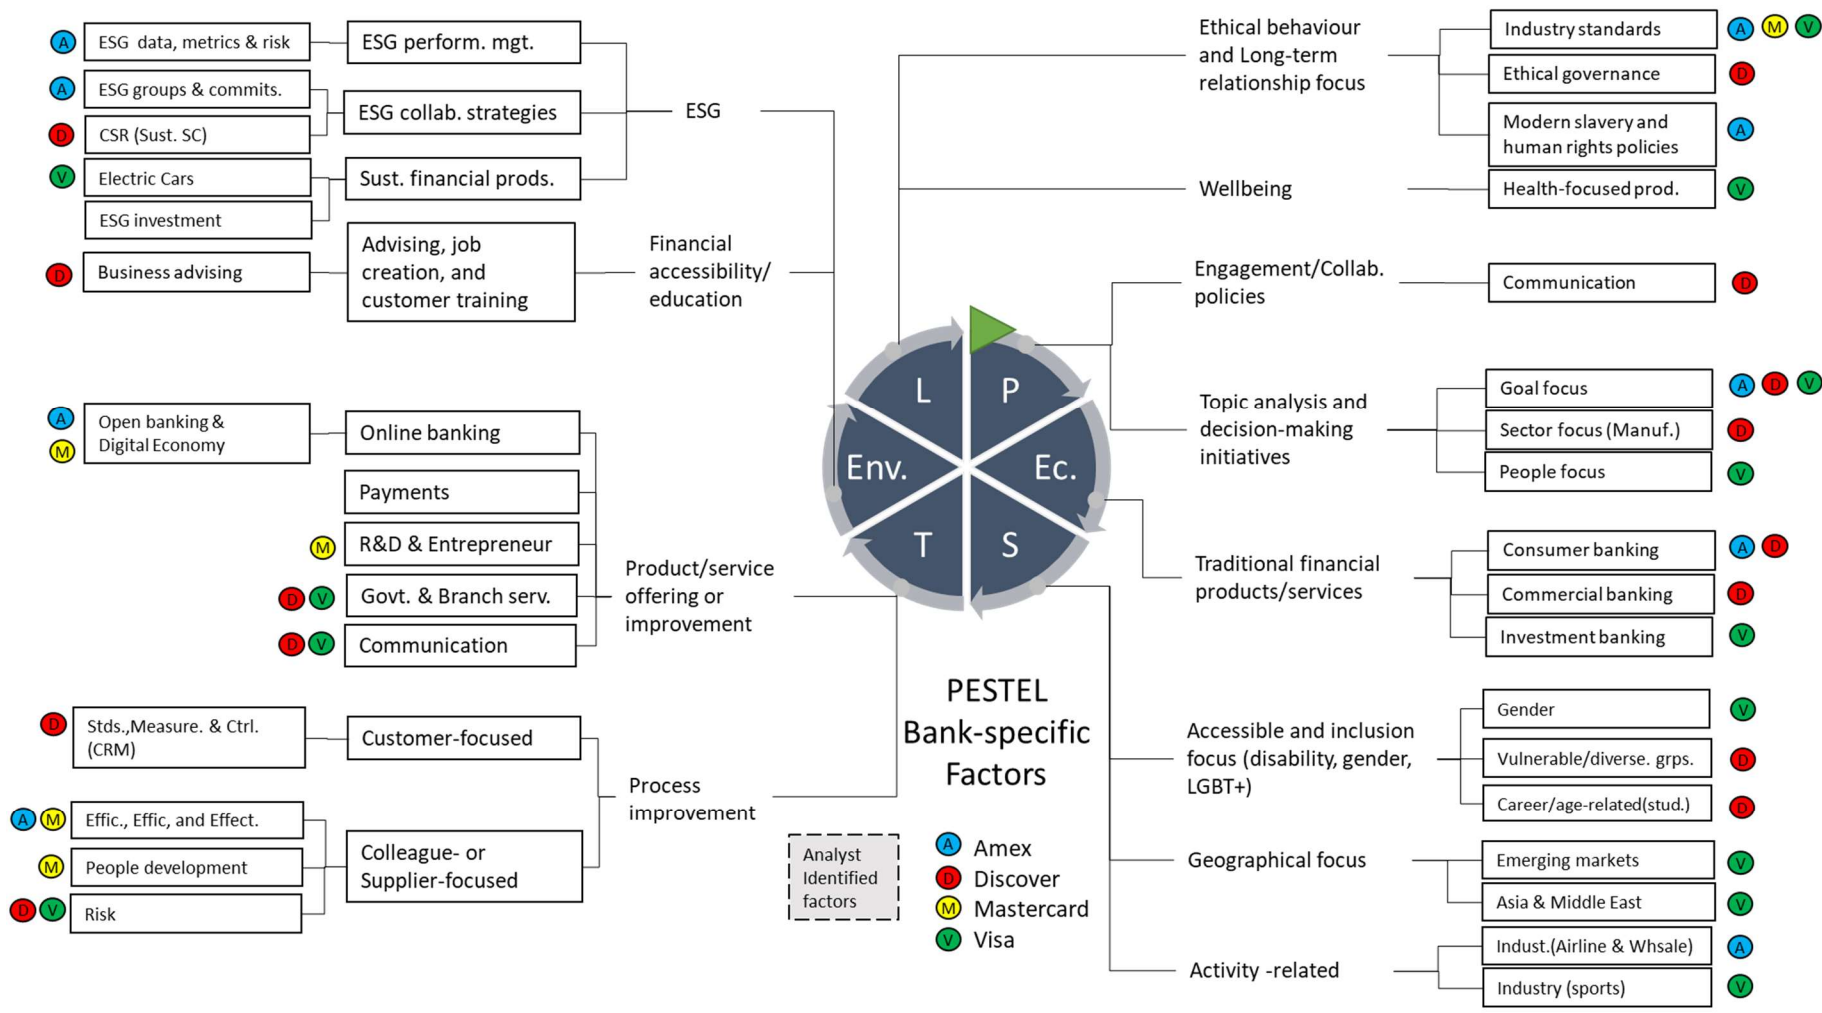 A
ESG data, metrics & risk
ESG perform. mgt.
A
ESG groups & commits.
ESG collab. strategies
D
CSR (Sust. SC)
V
Electric Cars
Sust. financial prods.
ESG investment
ESG
D
Business advising
Advising, job
creation, and
customer training
Financial
accessibility/
education
A
M
Open banking &
Digital Economy
Online banking
Payments
M
R&D & Entrepreneur
D V
Govt. & Branch serv.
D V
Communication
Product/service
offering or
improvement
D
Stds.,Measure. & Ctrl.
(CRM)
Customer-focused
A M
Effic., Effic, and Effect.
M
People development
D V
Risk
Colleague- or
Supplier-focused
Process
improvement
L
P
Env.
Ec.
T
S
PESTEL
Bank-specific
Factors
Analyst
Identified
factors
A Amex
D Discover
M Mastercard
V Visa
Ethical behaviour
and Long-term
relationship focus
Industry standards
A M V
Ethical governance
D
Modern slavery and
human rights policies
A
Wellbeing
Health-focused prod.
V
Engagement/Collab.
policies
Communication
D
Topic analysis and
decision-making
initiatives
Goal focus
A D V
Sector focus (Manuf.)
D
People focus
V
Traditional financial
products/services
Consumer banking
A D
Commercial banking
D
Investment banking
V
Accessible and inclusion
focus (disability, gender,
LGBT+)
Gender
V
Vulnerable/diverse. grps.
D
Career/age-related(stud.)
D
Geographical focus
Emerging markets
V
Asia & Middle East
V
Activity -related
Indust.(Airline & Whsale)
A
Industry (sports)
V